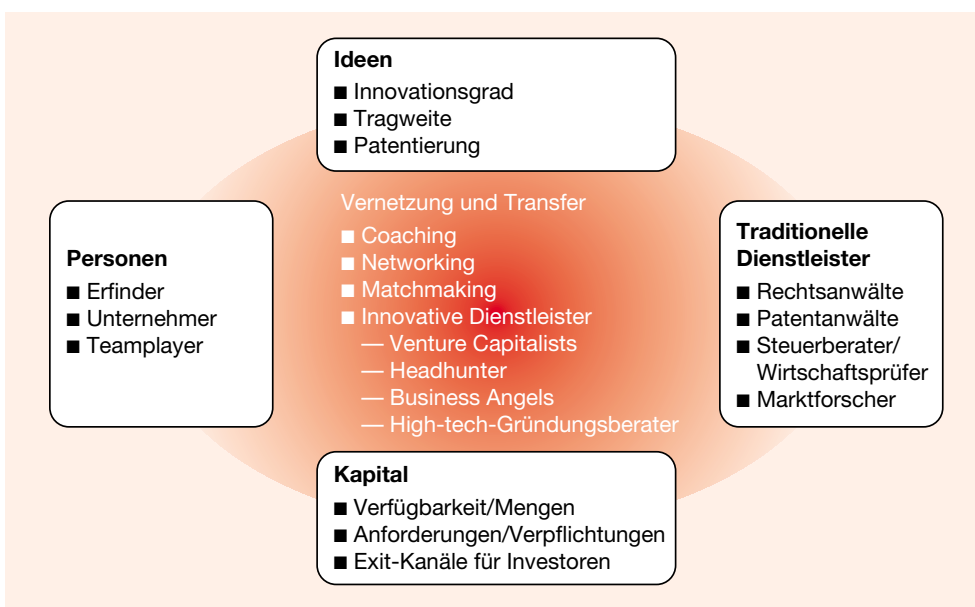 Ideen
■ Innovationsgrad
■ Tragweite
■ Patentierung
Personen
■ Erfinder
■ Unternehmer
■ Teamplayer
Vernetzung und Transfer
■ Coaching
■ Networking
■ Matchmaking
■ Innovative Dienstleister
— Venture Capitalists
— Headhunter
— Business Angels
— High-tech-Gründungsberater
Traditionelle
Dienstleister
■ Rechtsanwälte
■ Patentanwälte
■ Steuerberater/
Wirtschaftsprüfer
■ Marktforscher
Kapital
■ Verfügbarkeit/Mengen
■ Anforderungen/Verpflichtungen
■ Exit-Kanäle für Investoren